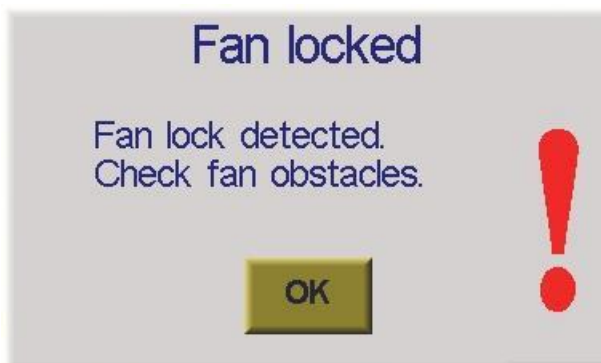 Fan locked
Fan lock detected.
Check fan obstacles.
OK